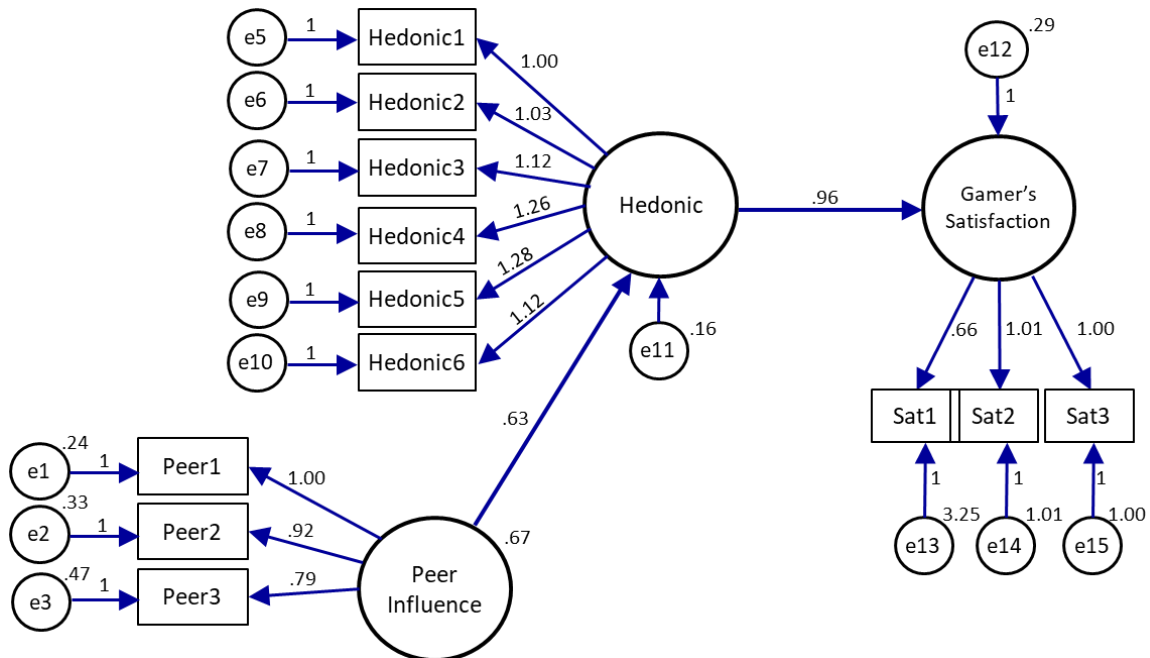 e5
1
Hedonic1
1.00
e6
1
Hedonic2
1.03
e7
1
Hedonic3
1.12
e8
1
Hedonic4
1.26
e9
1
Hedonic5
1.28
e10
1
Hedonic6
1.12
Hedonic
e11
.16
.96
e12
.29
1
Gamer's
Satisfaction
.66
1.01
1.00
Sat1
Sat2
Sat3
1
1
1
e13
3.25
e14
1.01
e15
1.00
.63
e1
.24
1
Peer1
1.00
e2
.33
1
Peer2
.92
e3
.47
1
Peer3
.79
Peer
Influence
.67